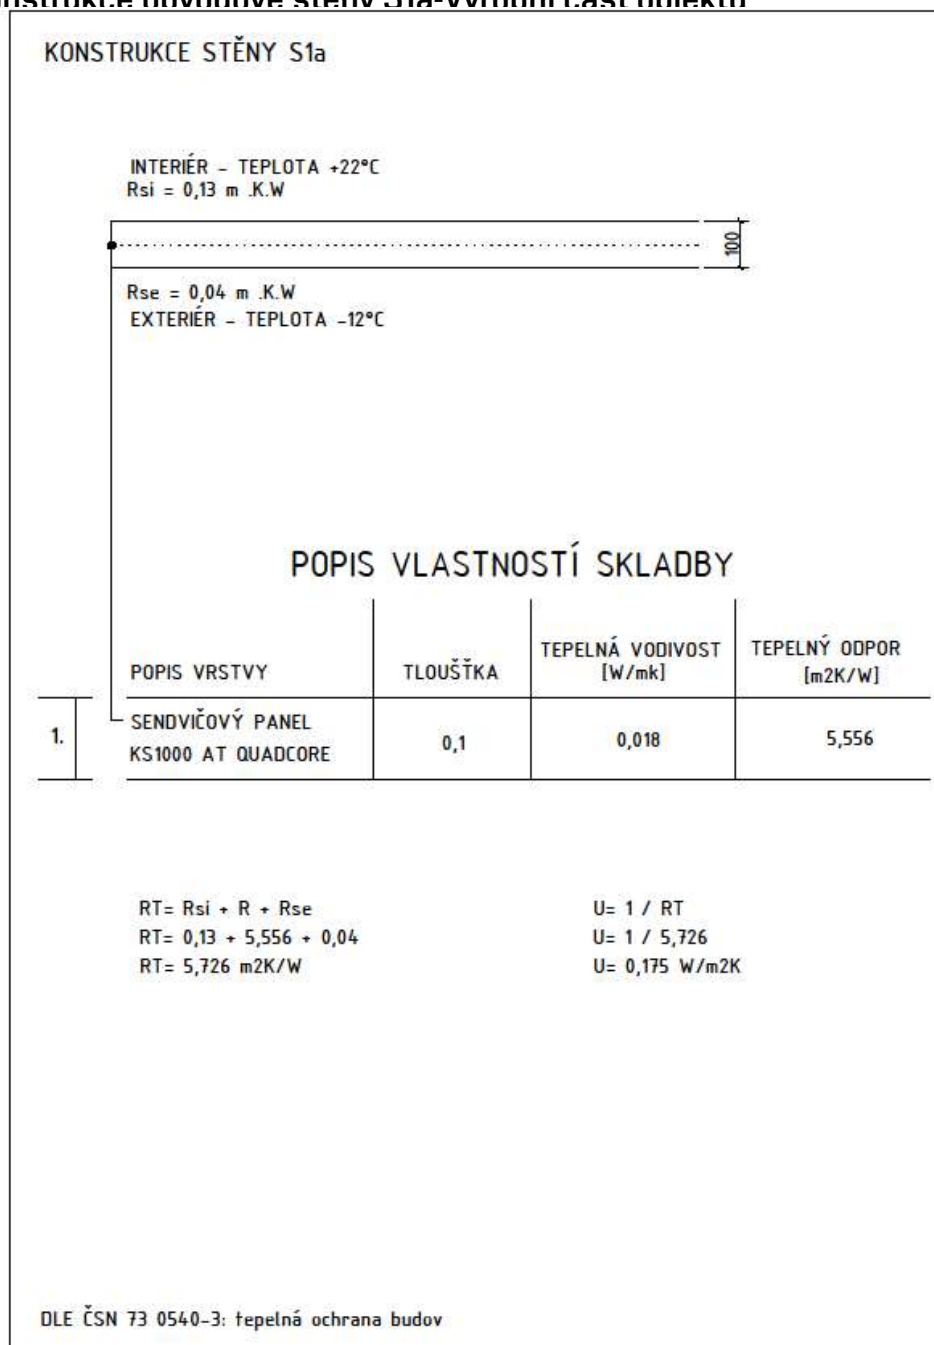 KONSTRUKCE STĚNY S1a
INTERIÉR - TEPLOTA +22°C
Rsi = 0,13 m .K.W
100
Rse = 0,04 m .K.W
EXTERIÉR - TEPLOTA -12°C
POPIS VLASTNOSTÍ SKLADBY
POPIS VRSTVY
TLOUŠŤKA
TEPELNÁ VODIVOST
[W/mk]
TEPELNÝ ODPOR
[m2K/W]
1.
SENDVIČOVÝ PANEL
KS1000 AT QUADCORE
0,1
0,018
5,556
RT= Rsi + R + Rse
RT= 0,13 + 5,556 + 0,04
RT= 5,726 m2K/W
U= 1 / RT
U= 1 / 5,726
U= 0,175 W/m2K
DLE ČSN 73 0540-3: tepelná ochrana budov